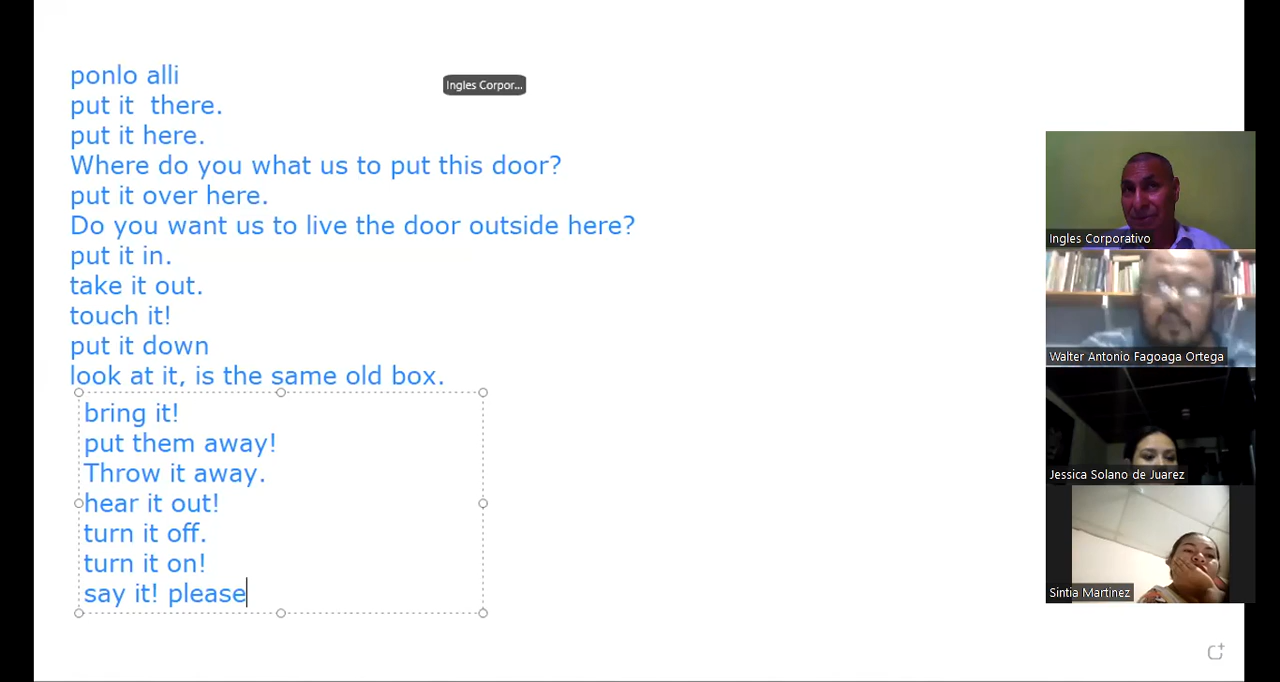 ponlo alli
put it  there.
put it here.
Where do you what us to put this door?
put it over here.
Do you want us to live the door outside here?
put it in.
take it out.
touch it!
put it down
look at it, is the same old box.
bring it!
put them away!
Throw it away.
hear it out!
turn it off.
turn it on!
say it! please
Ingles Corpor...
Ingles Corporativo
Walter Antonio Fagoaga Ortega
Jessica Solano de Juarez
Sintia Martinez